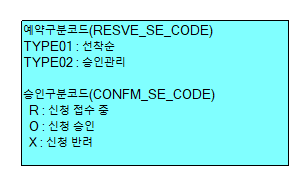 예약구분코드(RESVE_SE_CODE)
TYPE01 : 선착순
TYPE02 : 승인관리

승인구분코드(CONFM_SE_CODE)
R : 신청 접수 중
O : 신청 승인
X : 신청 반려